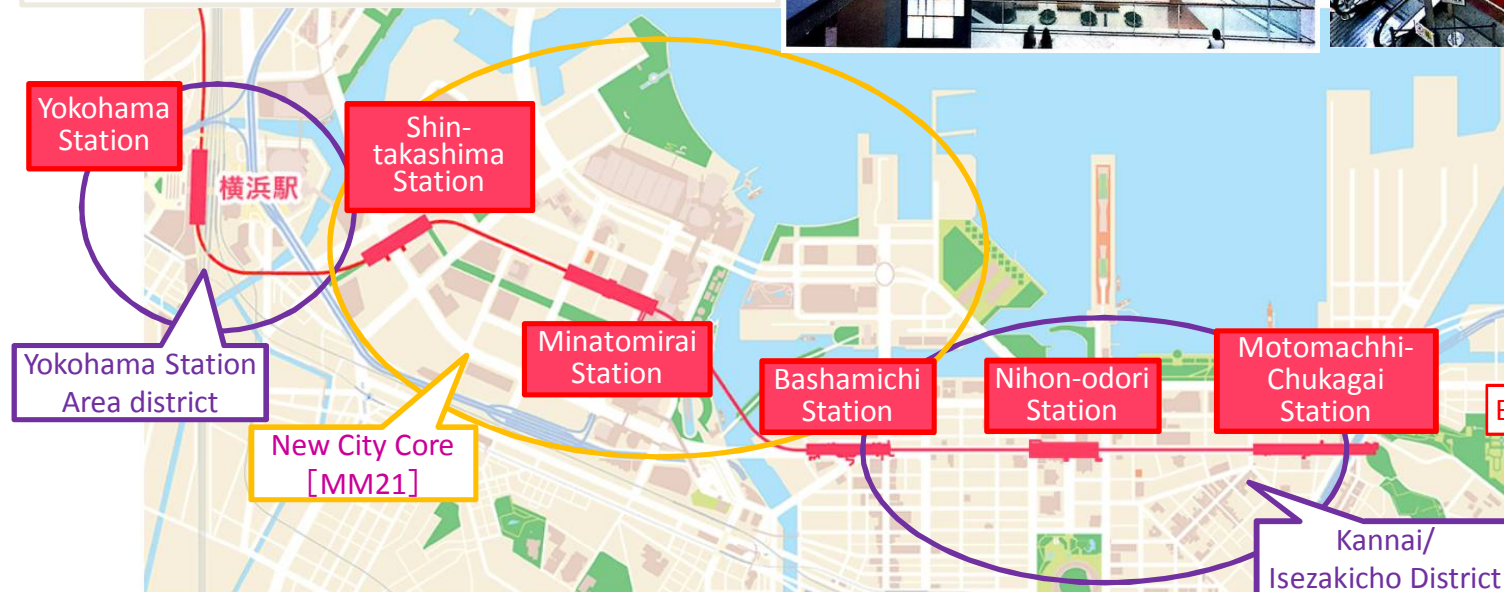 Yokohama
Station
Shin-
takashima
Station
横浜駅
Yokohama Station
Area district
Minatomirai
Station
New City Core
［MM21］
Bashamichi
Station
Nihon-odori
Station
Motomachhi-
Chukagai
Station
E
Kannai/
Isezakicho District